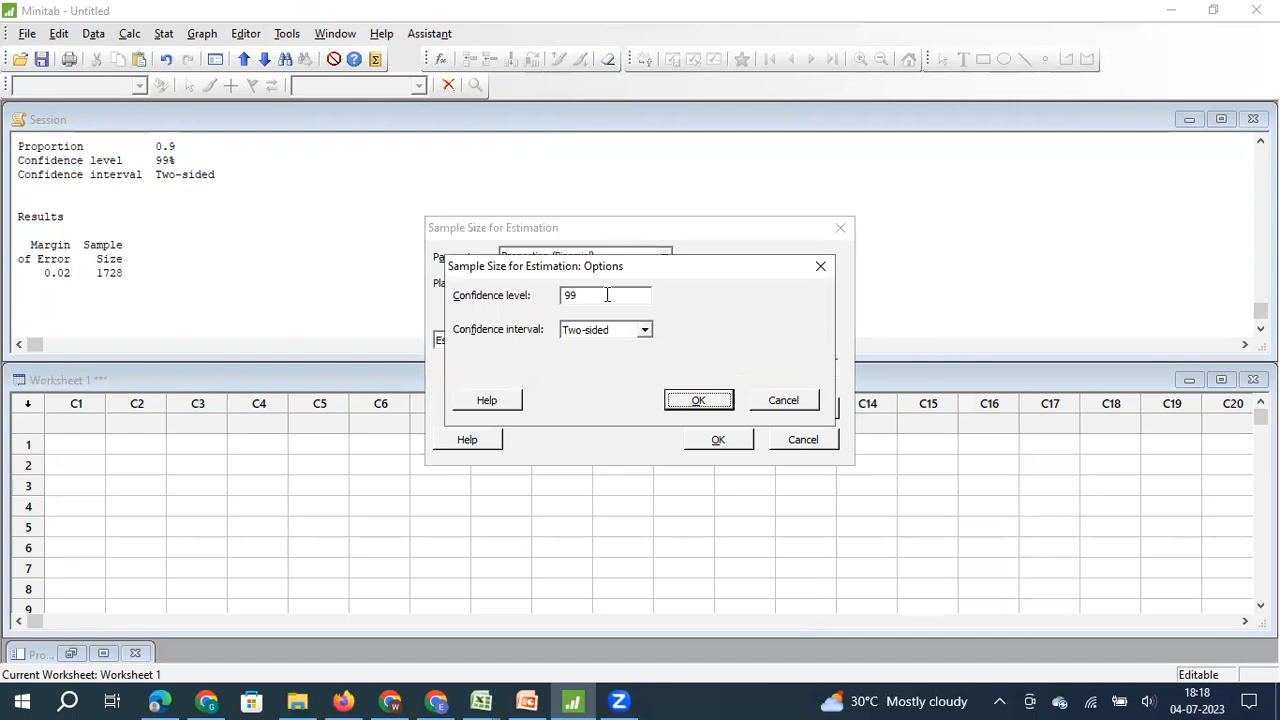 Minitab - Untitled
File Edit Data Calc Stat Graph Editor Tools Window Help Assistant
Session
Proportion 0.9
Confidence level 99%
Confidence interval Two-sided
Results
Margin Sample
of Error Size
0.02 1728
Sample Size for Estimation
Sample Size for Estimation: Options
Confidence level: 99
Confidence interval: Two-sided
Help OK Cancel
Help OK Cancel
Worksheet 1 ***
C1 C2 C3 C4 C5 C6 C14 C15 C16 C17 C18 C19 C20
1
2
3
4
5
6
7
8
9
Pro...
Current Worksheet: Worksheet 1
Editable
30°C Mostly cloudy
18:18
04-07-2023